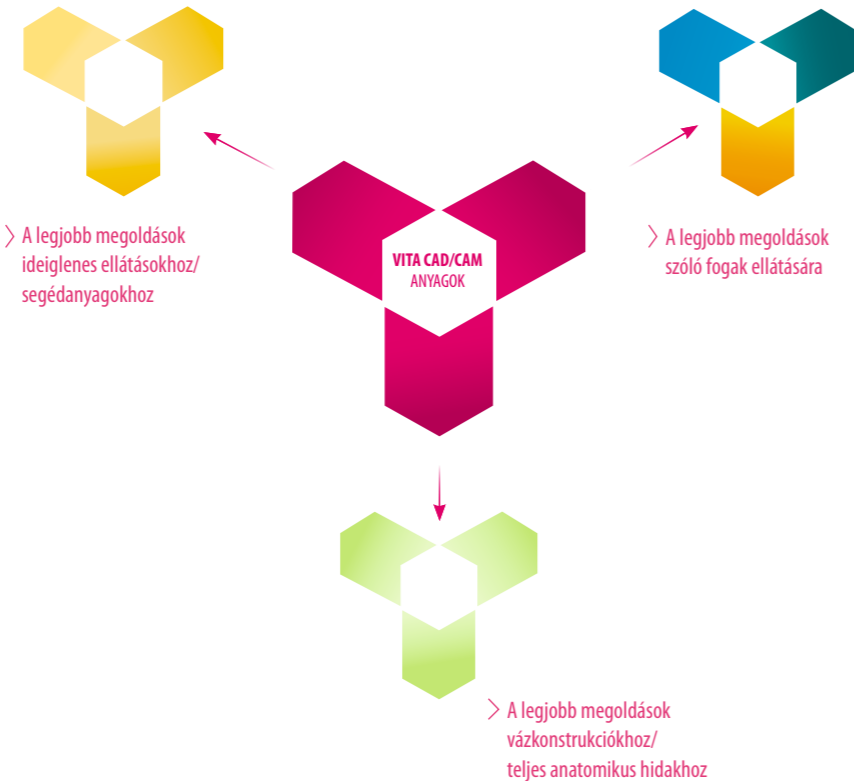 〉A legjobb megoldások
ideiglenes ellátásokhoz/
segédanyagokhoz
VITA CAD/CAM
ANYAGOK
〉A legjobb megoldások
szóló fogak ellátására
〉A legjobb megoldások
vázkonstrukciókhoz/
teljes anatomikus hidakhoz